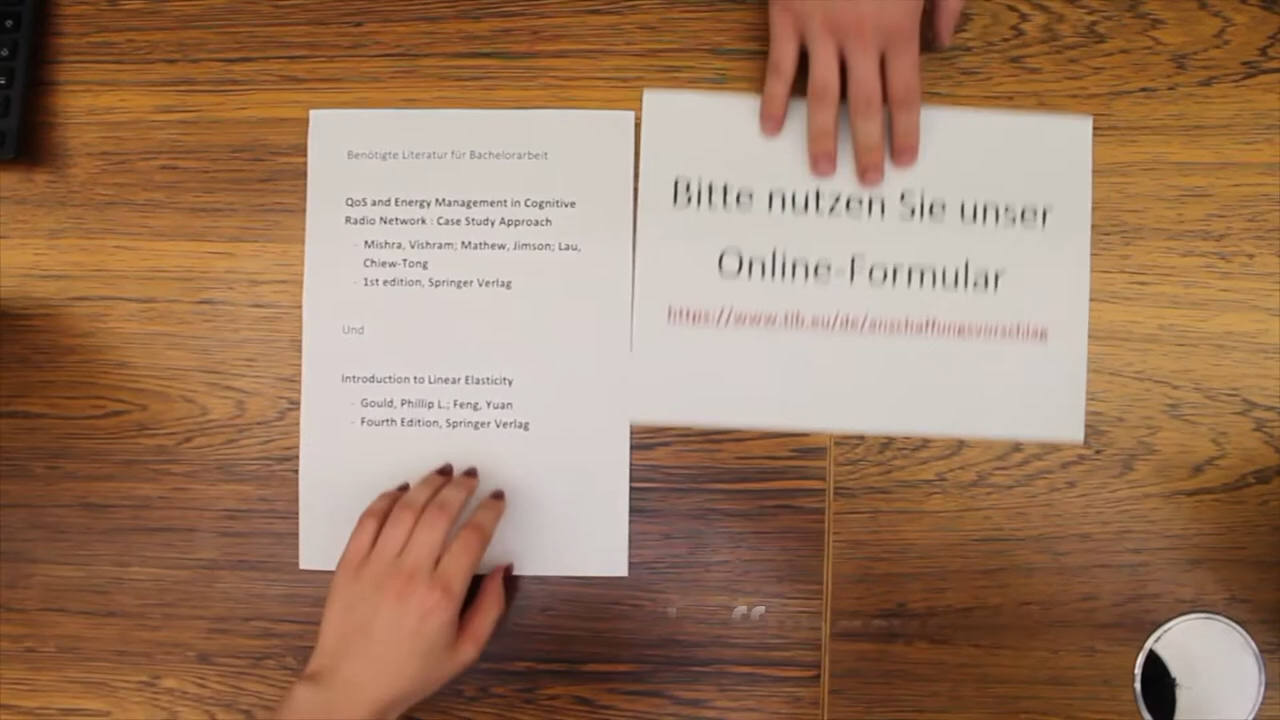 Benötigte Literatur für Bachelorarbeit
QoS and Energy Management in Cognitive
Radio Network : Case Study Approach
- Mishra, Vishram; Mathew, Jimson; Lau,
Chiew-Tong
- 1st edition, Springer Verlag
Und
Introduction to Linear Elasticity
- Gould, Phillip L.; Feng, Yuan
- Fourth Edition, Springer Verlag
Bitte nutzen Sie unser
Online-Formular
https://www.tib.eu/de/anschaffungsvorschlag